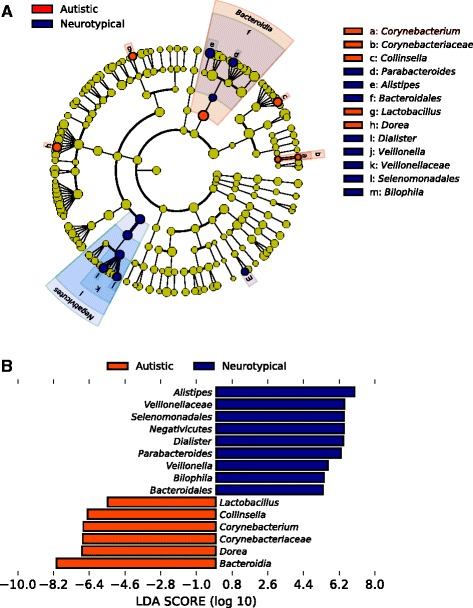 A
Autistic
Neurotypical
Bacteroidia
f
e
d
g
c
a
b
h
m
l
k
Negativicutes
a: Corynebacterium
b: Corynebacteriaceae
c: Collinsella
d: Parabacteroides
e: Alistipes
f: Bacteroidales
g: Lactobacillus
h: Dorea
i: Dialister
j: Veillonella
k: Veillonellaceae
l: Selenomonadales
m: Bilophila
B
Autistic
Neurotypical
Alistipes
Veillonellaceae
Selenomonadales
Negativicutes
Dialister
Parabacteroides
Veillonella
Bilophila
Bacteroidales
Lactobacillus
Collinsella
Corynebacterium
Corynebacteriaceae
Dorea
Bacteroidia
−10.0 −8.2 −6.4 −4.6 −2.8 −1.0 0.8 2.6 4.4 6.2 8.0
LDA SCORE (log 10)